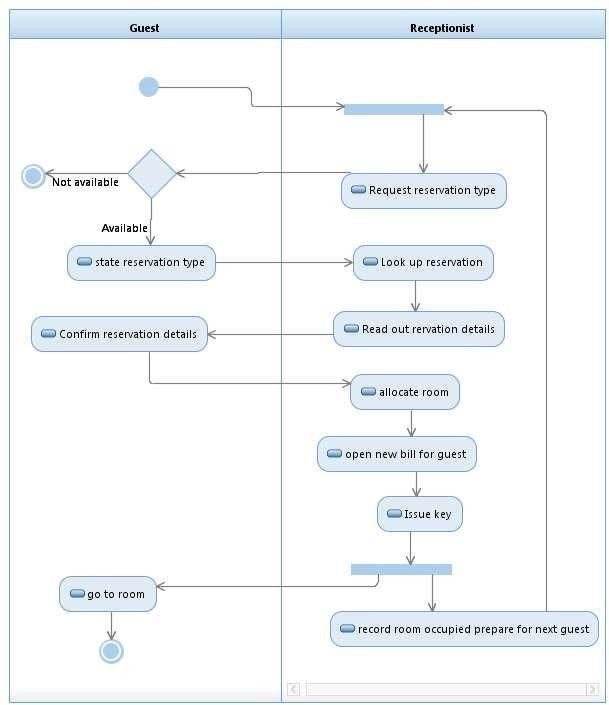 Guest
Receptionist
Request reservation type
Not available
Available
state reservation type
Look up reservation
Read out rervation details
Confirm reservation details
allocate room
open new bill for guest
Issue key
go to room
record room occupied prepare for next guest